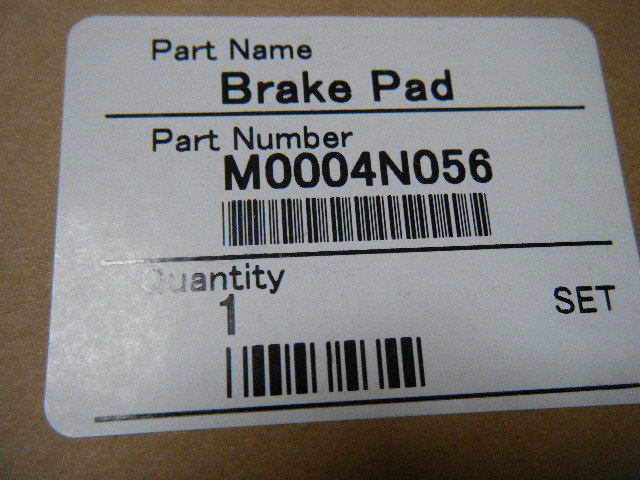 Part Name
Brake Pad
Part Number
M0004N056
Quantity
1 SET